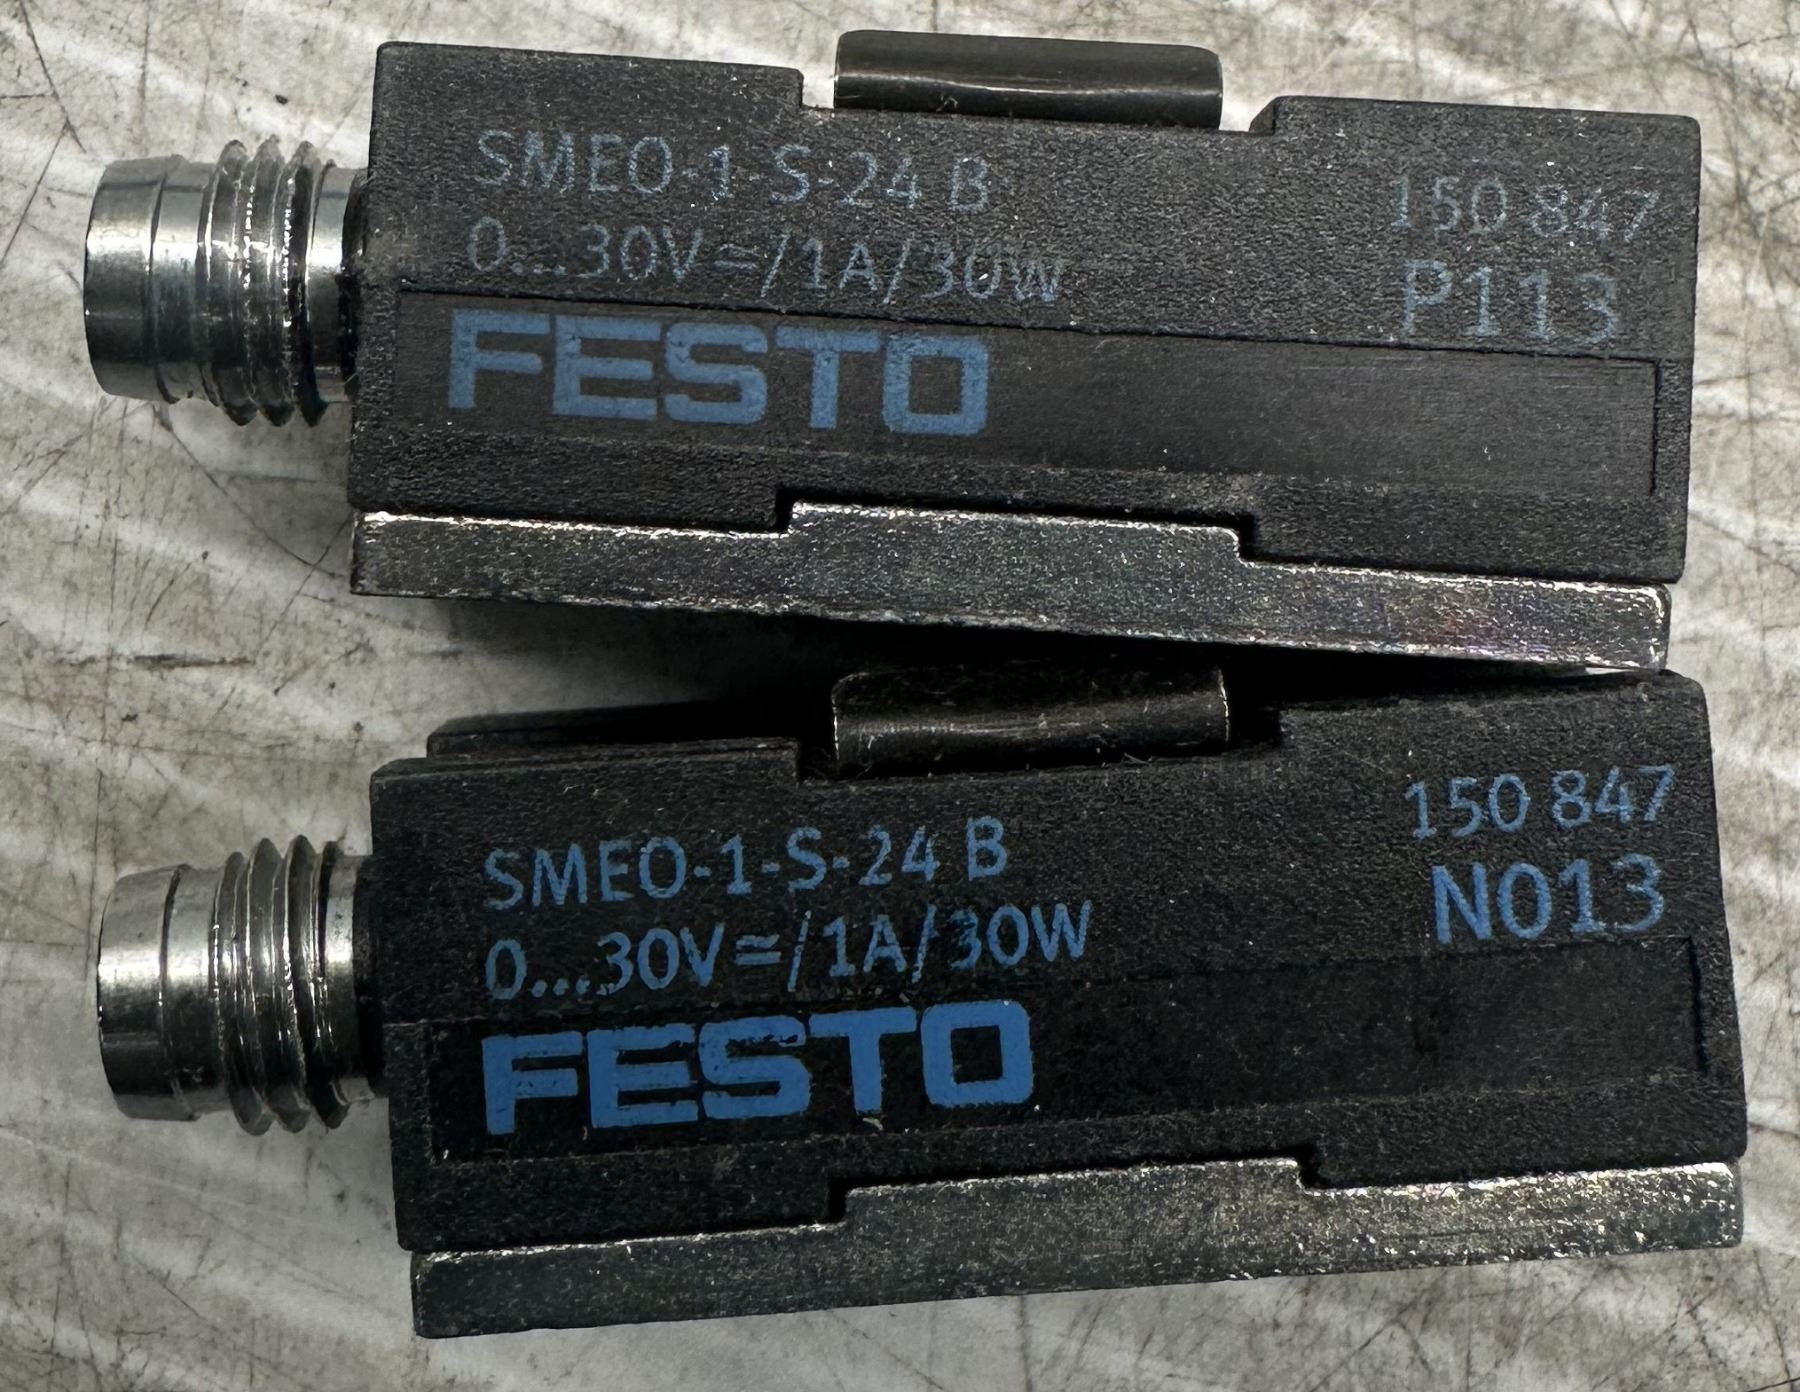 SMEO-1-S-24 B
150 847
0...30V⎓/1A/30W
P113
FESTO
SMEO-1-S-24 B
150 847
0...30V≂/1A/30W
N013
FESTO